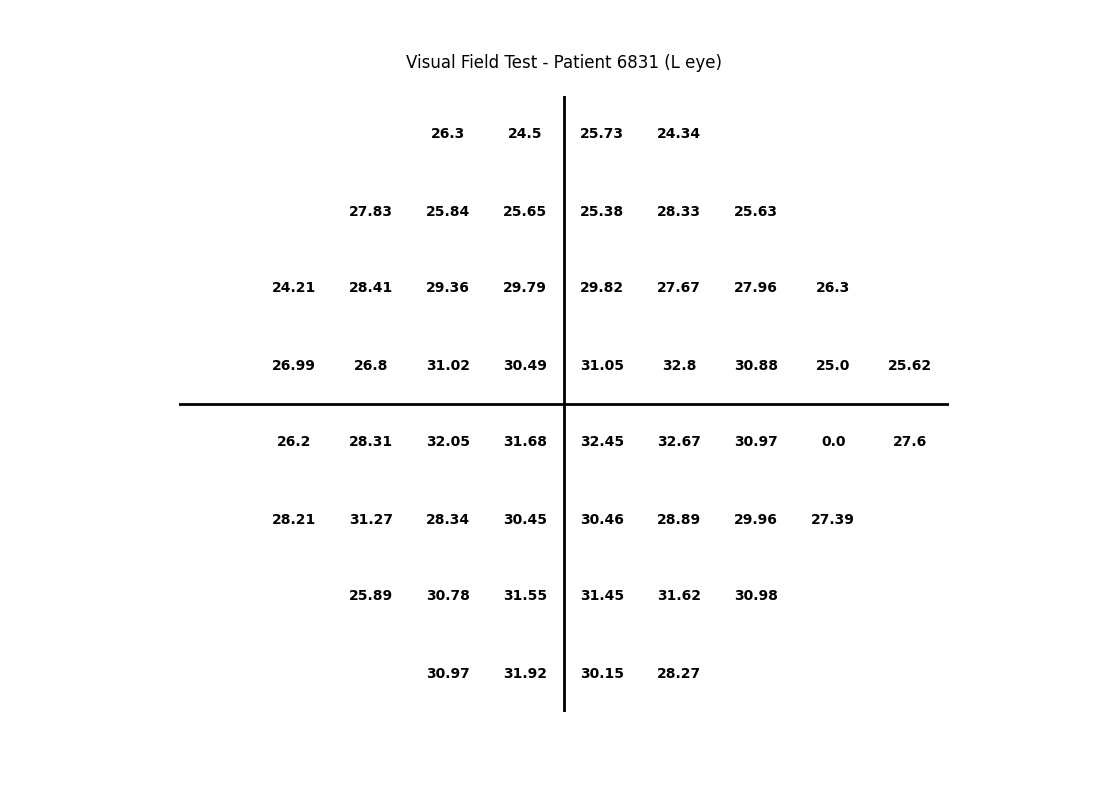 Visual Field Test - Patient 6831 (L eye)
26.3 24.5 25.73 24.34
27.83 25.84 25.65 25.38 28.33 25.63
24.21 28.41 29.36 29.79 29.82 27.67 27.96 26.3
26.99 26.8 31.02 30.49 31.05 32.8 30.88 25.0 25.62
26.2 28.31 32.05 31.68 32.45 32.67 30.97 0.0 27.6
28.21 31.27 28.34 30.45 30.46 28.89 29.96 27.39
25.89 30.78 31.55 31.45 31.62 30.98
30.97 31.92 30.15 28.27